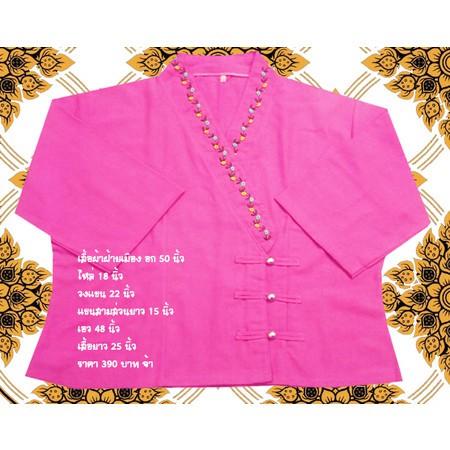 เสื้อผ้าฝ้ายเมือง อก 50 นิ้ว
ไหล่ 18 นิ้ว
วงแขน 22 นิ้ว
แขนสามส่วนยาว 15 นิ้ว
เอว 48 นิ้ว
เสื้อยาว 25 นิ้ว
ราคา 390 บาท จ้า